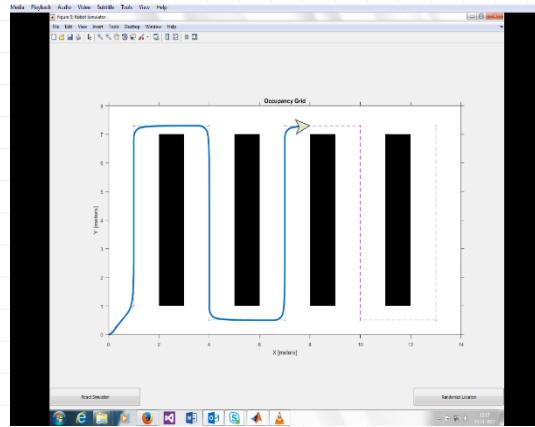 Media Playback Audio Video Subtitle Tools View Help
Figure 5: Robot Simulator
File Edit View Insert Tools Desktop Window Help
Occupancy Grid
8
7
6
5
4
3
2
1
0
Y [meters]
0 2 4 6 8 10 12 14
X [meters]
Reset Simulation Randomize Location